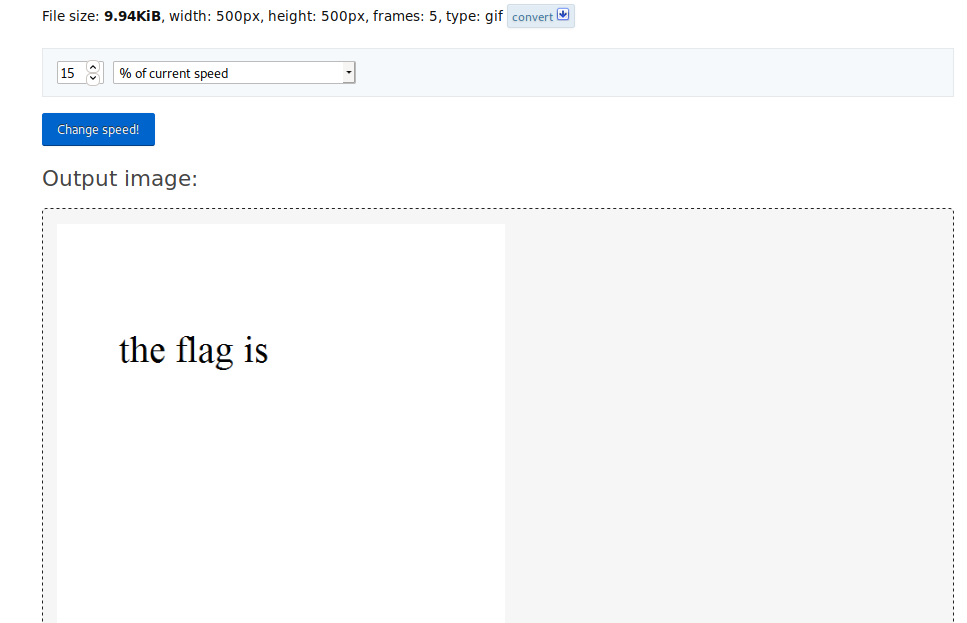 File size: 9.94KiB, width: 500px, height: 500px, frames: 5, type: gif convert
15 % of current speed
Change speed!
Output image:
the flag is